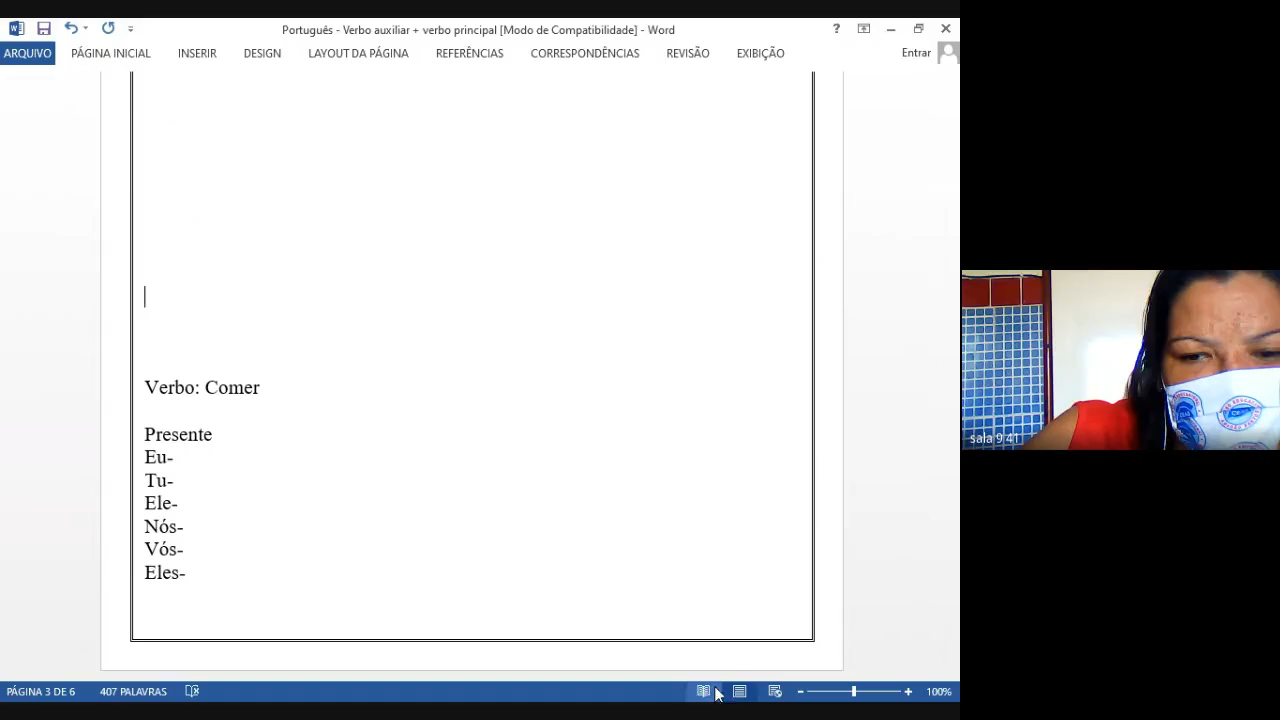 Português - Verbo auxiliar + verbo principal [Modo de Compatibilidade] - Word
?
ARQUIVO PÁGINA INICIAL INSERIR DESIGN LAYOUT DA PÁGINA REFERÊNCIAS CORRESPONDÊNCIAS REVISÃO EXIBIÇÃO Entrar
Verbo: Comer
Presente
Eu-
Tu-
Ele-
Nós-
Vós-
Eles-
sala 9 41
PÁGINA 3 DE 6 407 PALAVRAS 100%